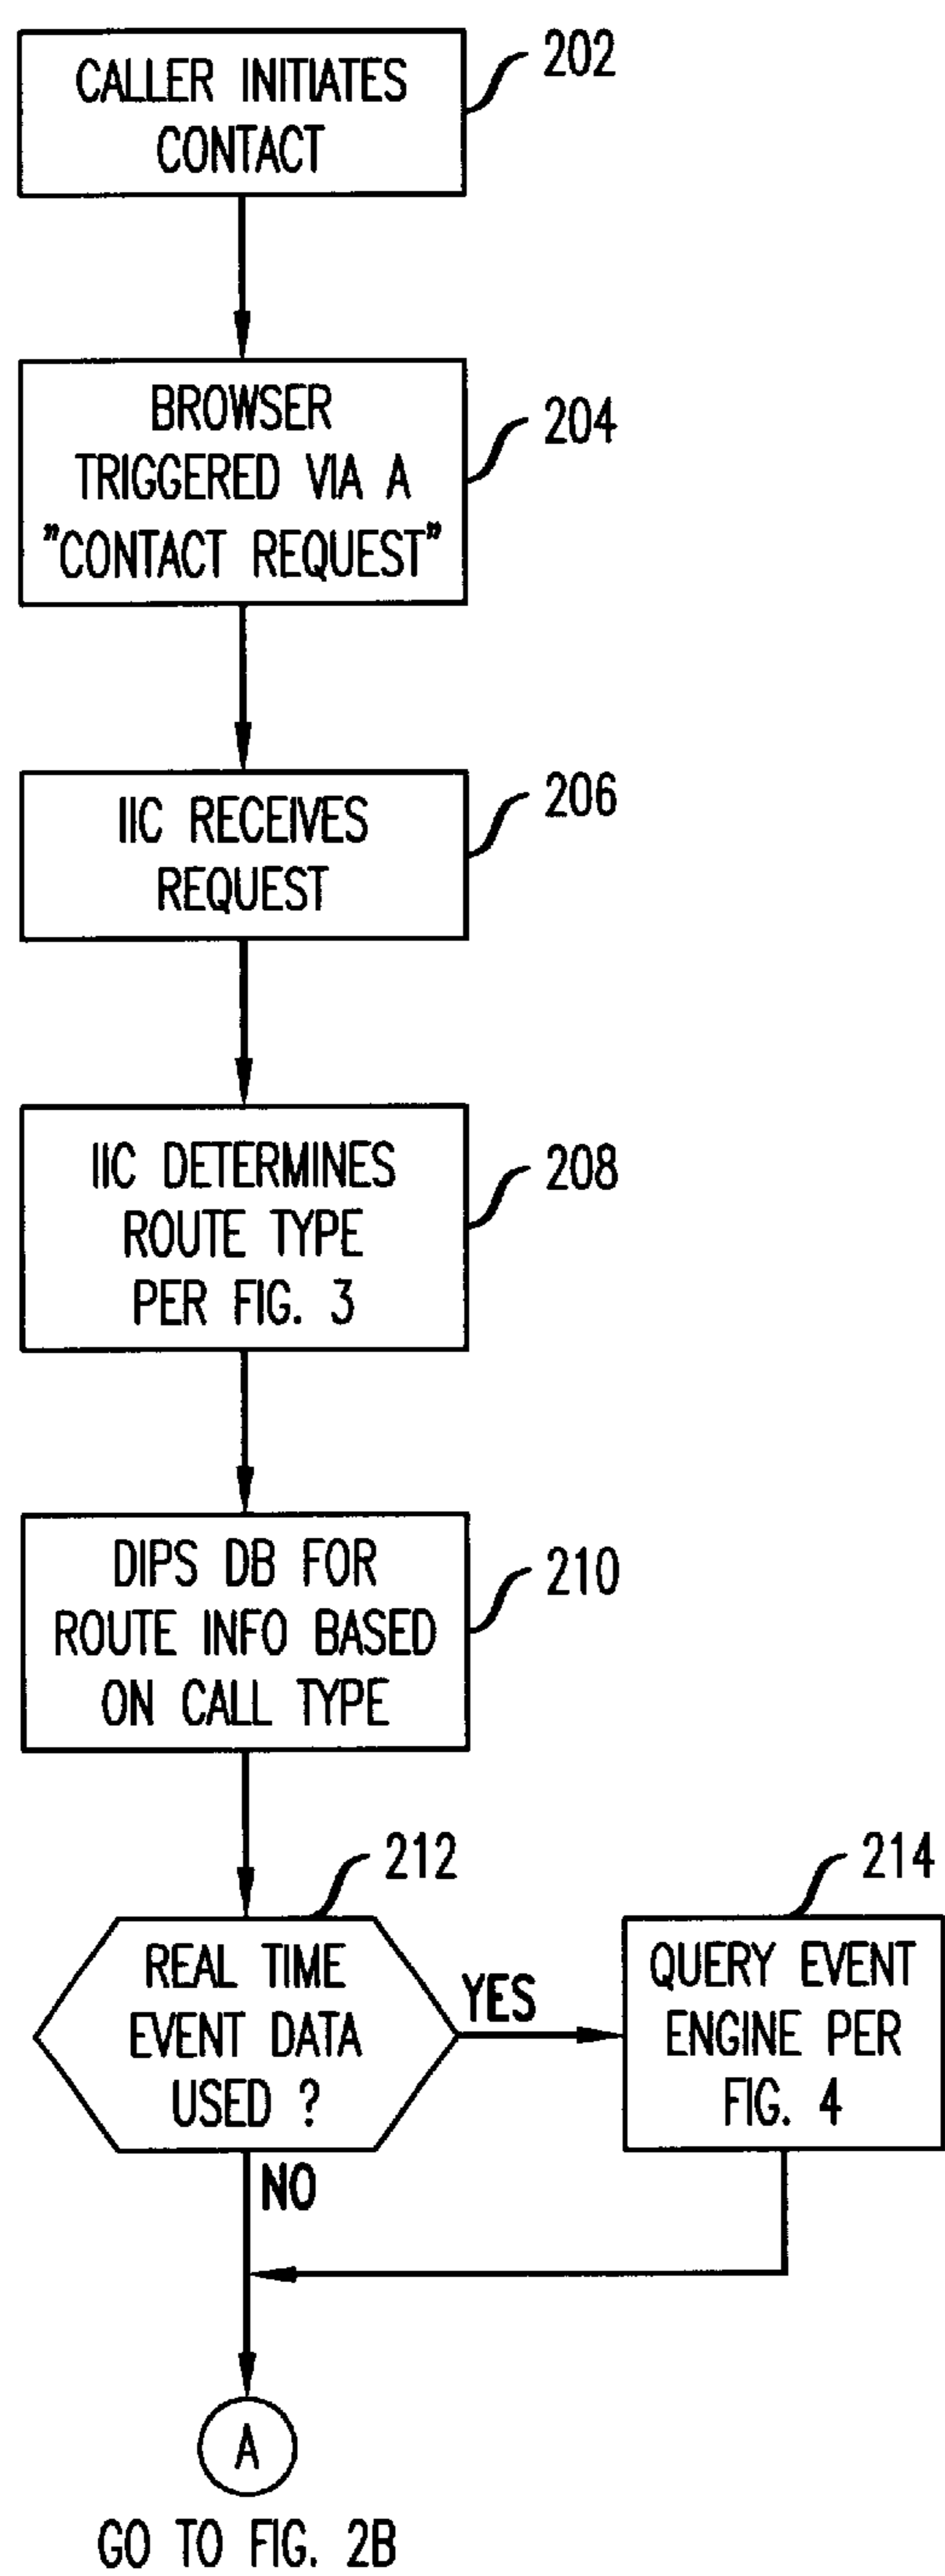 CALLER INITIATES
CONTACT
202
BROWSER
TRIGGERED VIA A
"CONTACT REQUEST"
204
IIC RECEIVES
REQUEST
206
IIC DETERMINES
ROUTE TYPE
PER FIG. 3
208
DIPS DB FOR
ROUTE INFO BASED
ON CALL TYPE
210
212
REAL TIME
EVENT DATA
USED ?
YES
214
QUERY EVENT
ENGINE PER
FIG. 4
NO
A
GO TO FIG. 2B